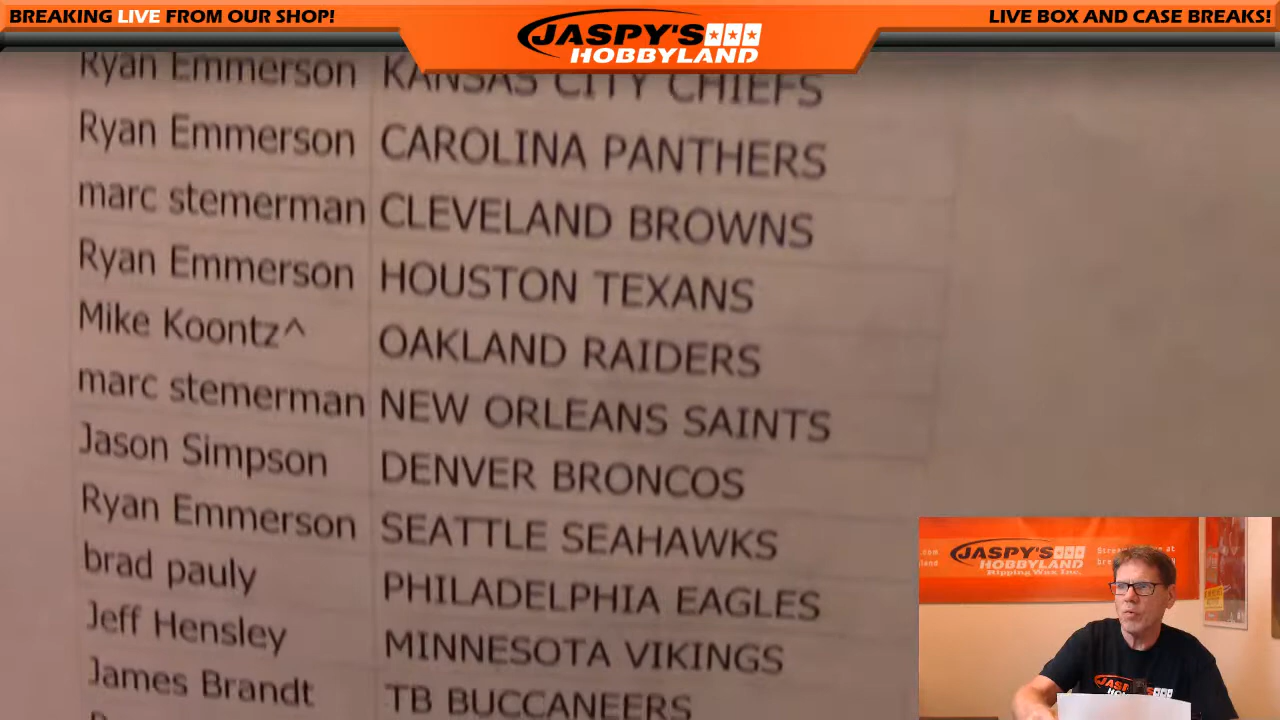 BREAKING LIVE FROM OUR SHOP!
JASPY'S
HOBBYLAND
LIVE BOX AND CASE BREAKS!
Ryan Emmerson KANSAS CITY CHIEFS
Ryan Emmerson CAROLINA PANTHERS
marc stemerman CLEVELAND BROWNS
Ryan Emmerson HOUSTON TEXANS
Mike Koontz^ OAKLAND RAIDERS
marc stemerman NEW ORLEANS SAINTS
Jason Simpson DENVER BRONCOS
Ryan Emmerson SEATTLE SEAHAWKS
brad pauly PHILADELPHIA EAGLES
Jeff Hensley MINNESOTA VIKINGS
James Brandt TB BUCCANEERS
JASPY'S
HOBBYLAND
Ripping Wax Inc.